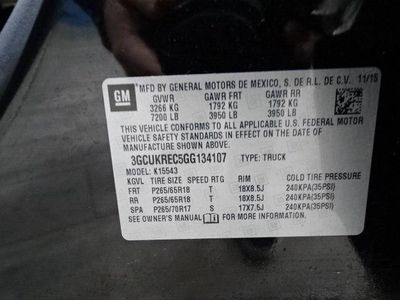 GM
MFD BY GENERAL MOTORS DE MEXICO, S. DE R.L. DE C.V. 11/15
GVWR GAWR FRT GAWR RR
3266 KG 1792 KG 1792 KG
7200 LB 3950 LB 3950 LB
THIS VEHICLE CONFORMS TO ALL APPLICABLE U.S. FEDERAL MOTOR
VEHICLE SAFETY STANDARDS IN EFFECT ON THE DATE OF
MANUFACTURE SHOWN ABOVE.
3GCUKREC5GG134107 TYPE: TRUCK
MODEL: K15543
KGVL TIRE SIZE SPEED RTG RIM COLD TIRE PRESSURE
FRT P265/65R18 T 18X8.5J 240KPA(35PSI)
RR P265/65R18 T 18X8.5J 240KPA(35PSI)
SPA P265/70R17 S 17X7.5J 240KPA(35PSI)
SEE OWNER'S MANUAL FOR MORE INFORMATION.